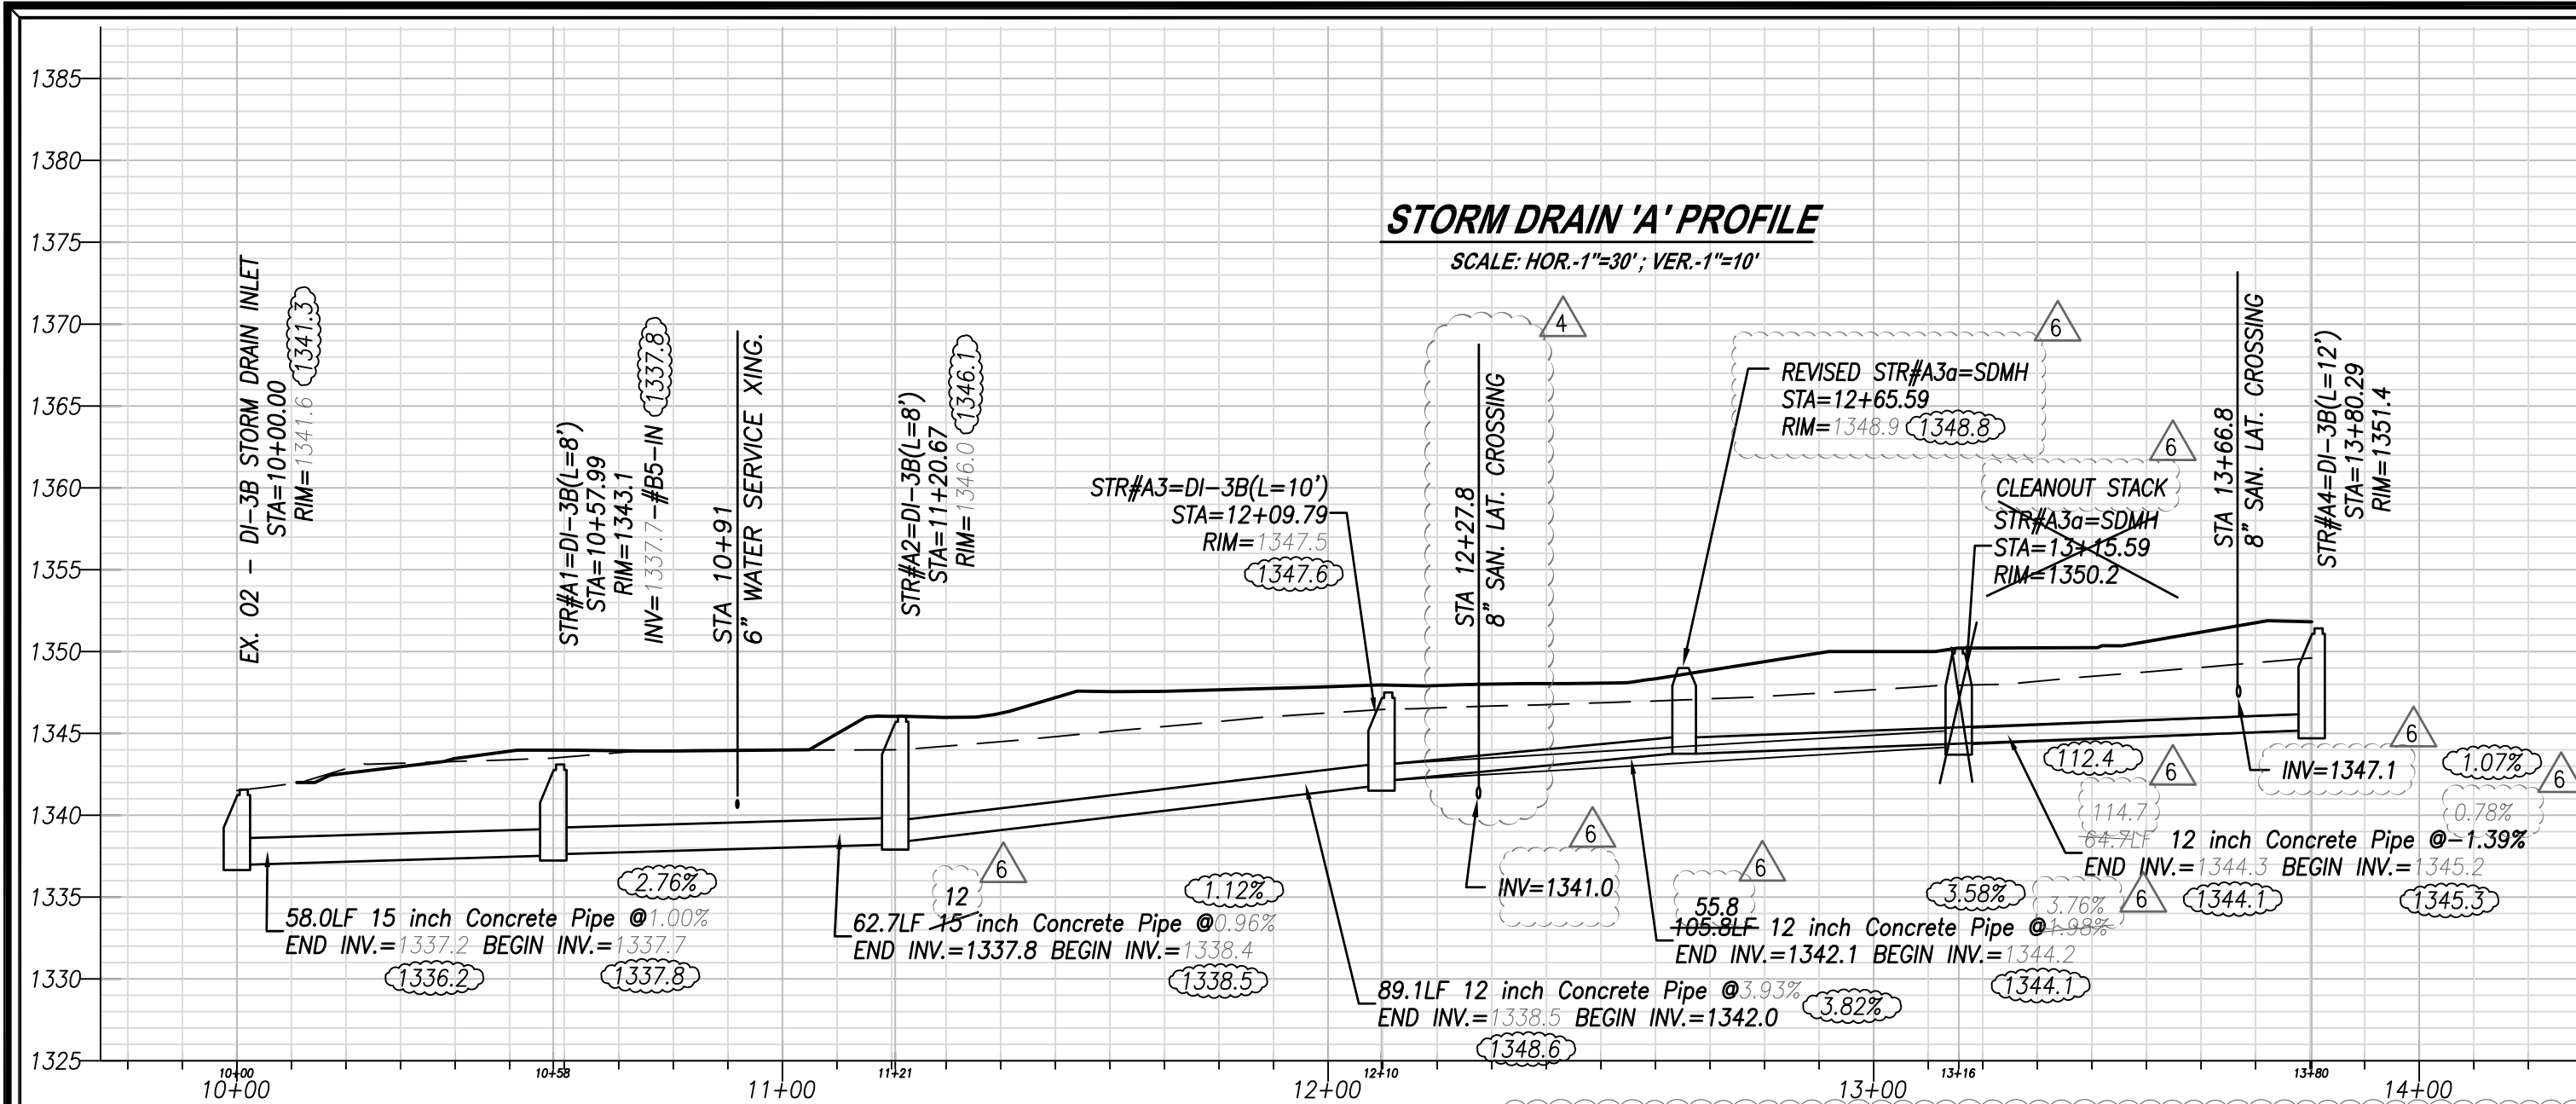 1385
1380
1375
1370
1365
1360
1355
1350
1345
1340
1335
1330
1325
STORM DRAIN 'A' PROFILE
SCALE: HOR.-1"=30' ; VER.-1"=10'
EX. 02 - DI-3B STORM DRAIN INLET
STA=10+00.00
RIM=1341.6 1341.3
STR#A1=DI-3B(L=8')
STA=10+57.99
RIM=1343.1
INV=1337.7-#B5-IN 1337.8
STA 10+91
6" WATER SERVICE XING.
STR#A2=DI-3B(L=8')
STA=11+20.67
RIM=1346.0 1346.1
STR#A3=DI-3B(L=10')
STA=12+09.79
RIM=1347.5
1347.6
4
STA 12+27.8
8" SAN. LAT. CROSSING
6
REVISED STR#A3a=SDMH
STA=12+65.59
RIM=1348.9 1348.8
6
CLEANOUT STACK
STR#A3a=SDMH
STA=13+15.59
RIM=1350.2
STA 13+66.8
8" SAN. LAT. CROSSING
STR#A4=DI-3B(L=12')
STA=13+80.29
RIM=1351.4
2.76%
58.0LF 15 inch Concrete Pipe @1.00%
END INV.=1337.2 BEGIN INV.=1337.7
1336.2 1337.8
6
12
1.12%
62.7LF 15 inch Concrete Pipe @0.96%
END INV.=1337.8 BEGIN INV.=1338.4
1338.5
89.1LF 12 inch Concrete Pipe @3.93%
3.82%
END INV.=1338.5 BEGIN INV.=1342.0
1348.6
6
INV=1341.0
6
55.8
3.58%
3.76%
6
105.8LF 12 inch Concrete Pipe @1.98%
END INV.=1342.1 BEGIN INV.=1344.2
1344.1
6
INV=1347.1
112.4
6
114.7
1.07%
6
0.78%
64.7LF 12 inch Concrete Pipe @-1.39%
END INV.=1344.3 BEGIN INV.=1345.2
1344.1 1345.3
10+00 10+58 11+21 12+10 13+16 13+80
10+00 11+00 12+00 13+00 14+00